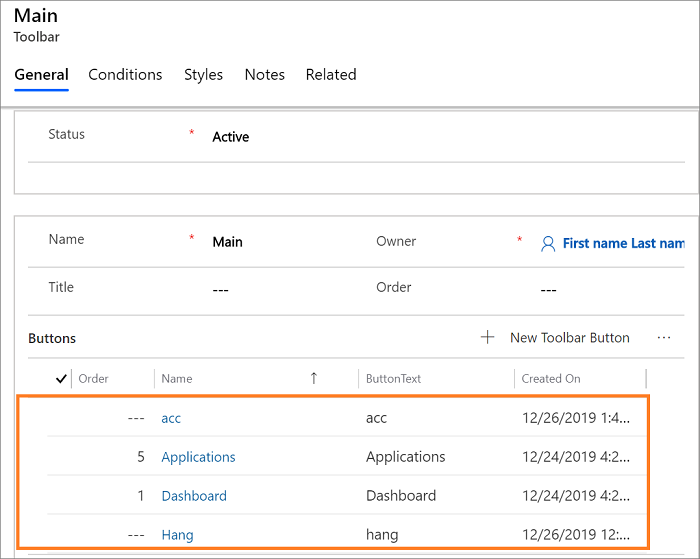 Main
Toolbar
General Conditions Styles Notes Related
Status * Active
Name * Main Owner * First name Last nam
Title --- Order ---
Buttons + New Toolbar Button ...
✓ Order Name ↑ ButtonText Created On
--- acc acc 12/26/2019 1:4...
5 Applications Applications 12/24/2019 4:2...
1 Dashboard Dashboard 12/24/2019 4:2...
--- Hang hang 12/26/2019 12:...